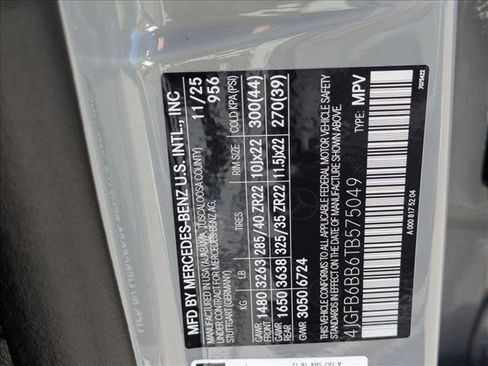 MFD BY MERCEDES-BENZ U.S. INTL., INC
MANUFACTURED IN USA/ALABAMA, (TUSCALOOSA COUNTY)
UNDER CONTRACT FOR MERCEDES-BENZ AG,
STUTTGART (GERMANY)
11/25
956
KG LB TIRES RIM SIZE COLD KPA (PSI)
GAWR FRONT 1480 3263 285/40 ZR22 10Jx22 300(44)
GAWR REAR 1650 3638 325/35 ZR22 11.5Jx22 270(39)
GVWR 3050 6724
THIS VEHICLE CONFORMS TO ALL APPLICABLE FEDERAL MOTOR VEHICLE SAFETY
STANDARDS IN EFFECT ON THE DATE OF MANUFACTURE SHOWN ABOVE
4JGFB6BB6TB575049 MPV
A 000 817 52 04
7075422